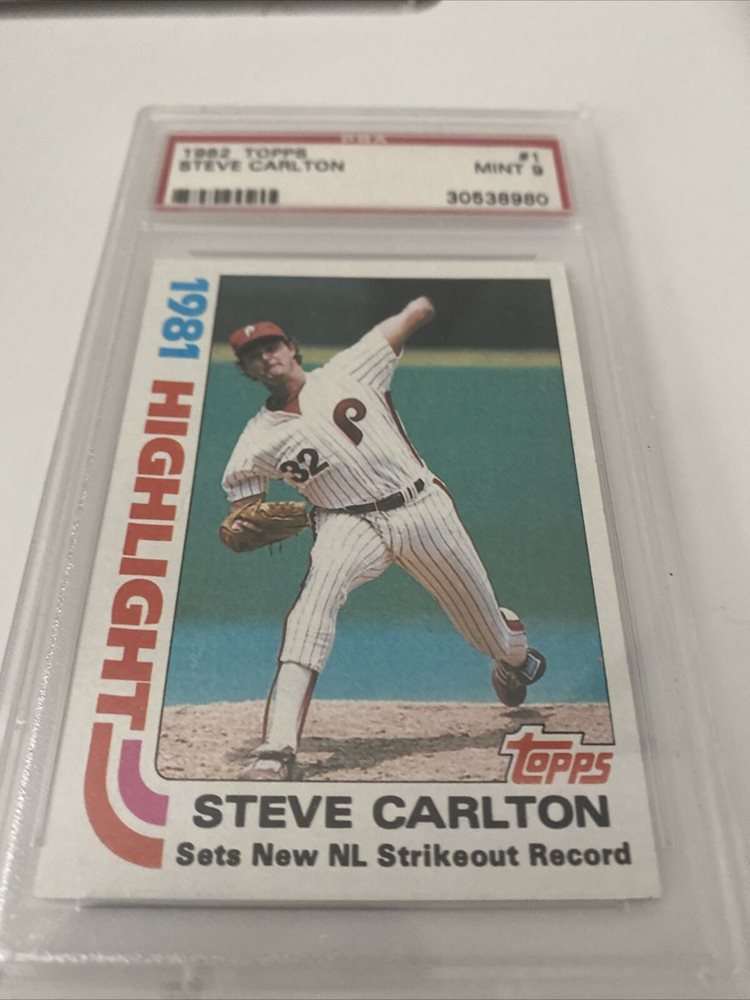 PSA
1982 TOPPS #1
STEVE CARLTON MINT 9
30538980
1981 HIGHLIGHT
P
P
32
TOPPS
STEVE CARLTON
Sets New NL Strikeout Record